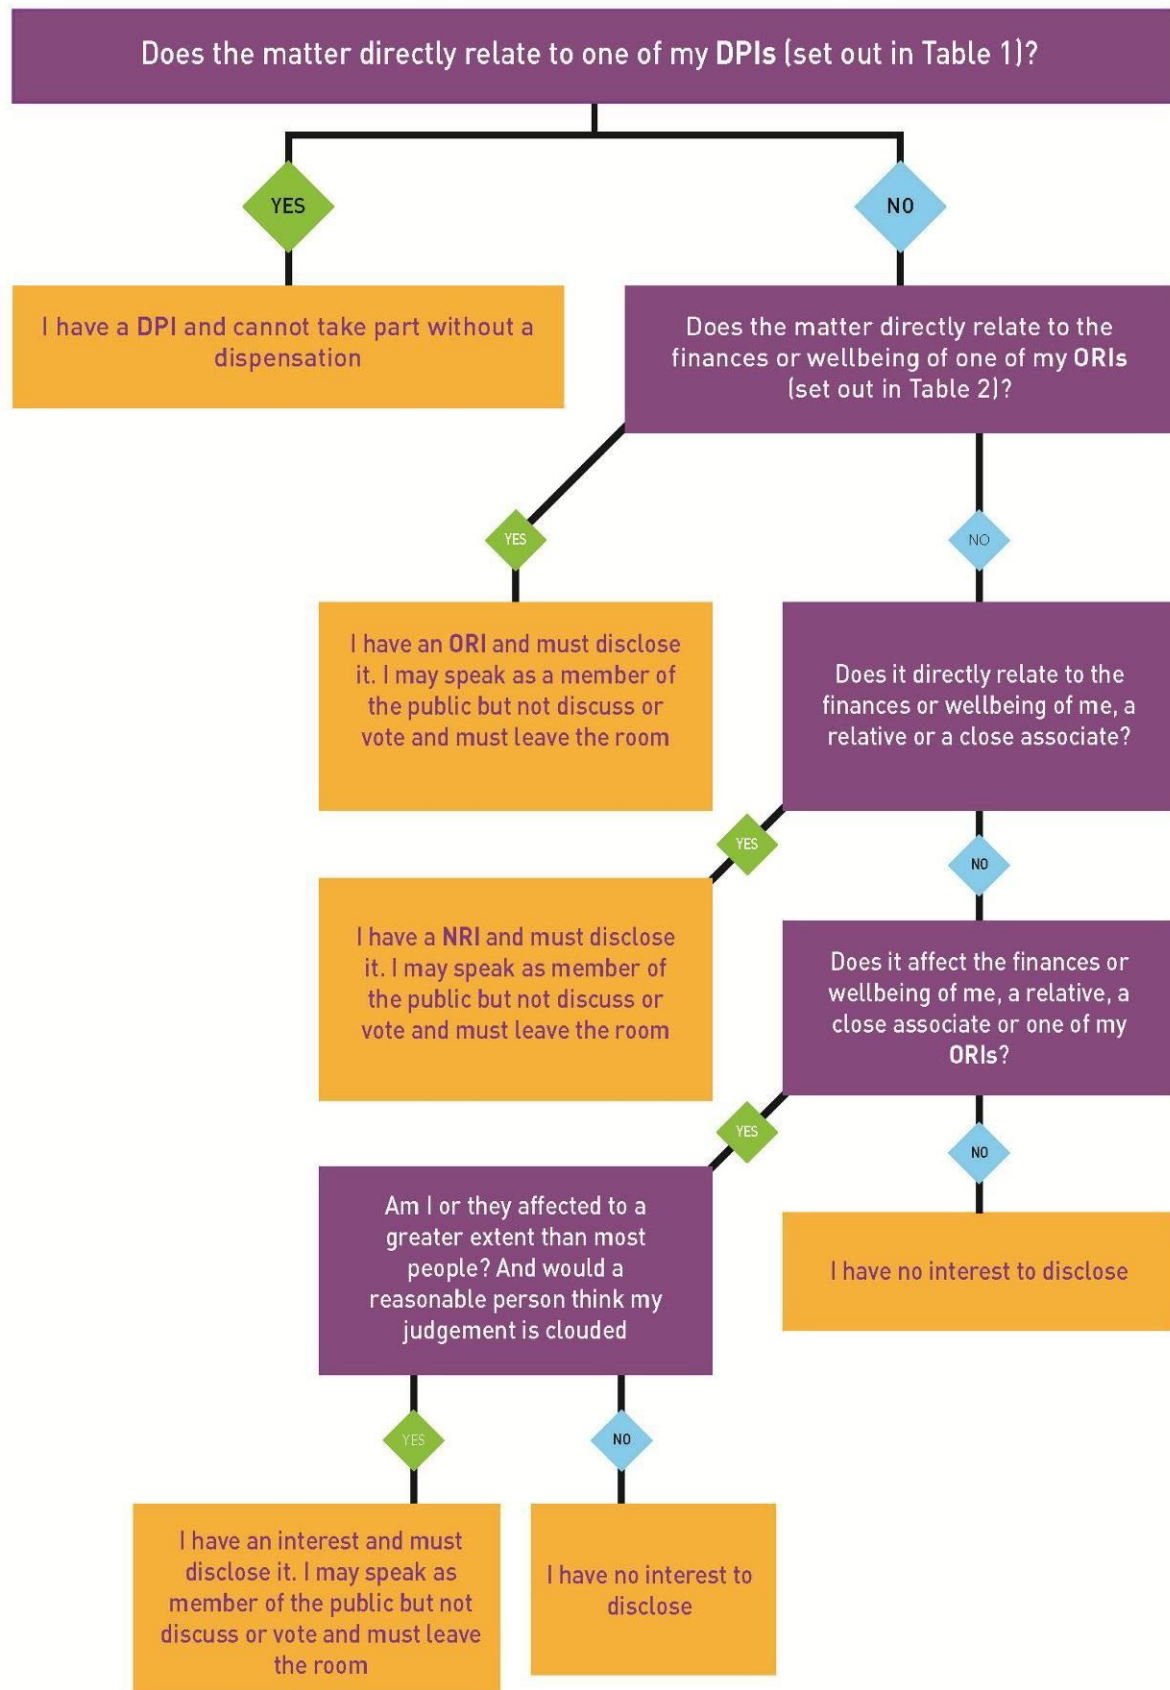 Does the matter directly relate to one of my DPIs (set out in Table 1)?
YES
NO
I have a DPI and cannot take part without a
dispensation
Does the matter directly relate to the
finances or wellbeing of one of my ORIs
(set out in Table 2)?
YES
NO
I have an ORI and must disclose
it. I may speak as a member of
the public but not discuss or
vote and must leave the room
Does it directly relate to the
finances or wellbeing of me, a
relative or a close associate?
YES
NO
I have a NRI and must disclose
it. I may speak as member of
the public but not discuss or
vote and must leave the room
Does it affect the finances or
wellbeing of me, a relative, a
close associate or one of my
ORIs?
YES
NO
Am I or they affected to a
greater extent than most
people? And would a
reasonable person think my
judgement is clouded
I have no interest to disclose
YES
NO
I have an interest and must
disclose it. I may speak as
member of the public but not
discuss or vote and must leave
the room
I have no interest to
disclose